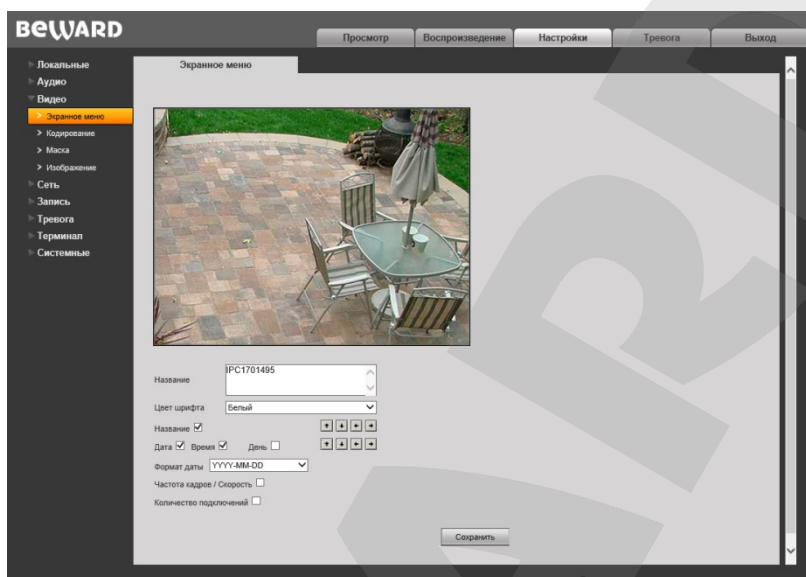 BEWARD
Просмотр Воспроизведение Настройки Тревога Выход
Локальные
Аудио
Видео
Экранное меню
Кодирование
Маска
Изображение
Сеть
Запись
Тревога
Терминал
Системные
Экранное меню
Название IPC1701495
Цвет шрифта Белый
Название
Дата Время День
Формат даты YYYY-MM-DD
Частота кадров / Скорость
Количество подключений
Сохранить